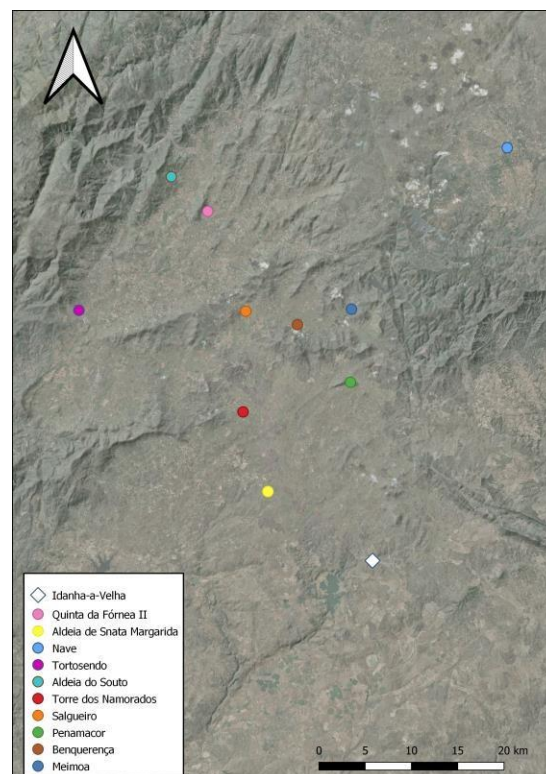 Idanha-a-Velha
Quinta da Fórnea II
Aldeia de Snata Margarida
Nave
Tortosendo
Aldeia do Souto
Torre dos Namorados
Salgueiro
Penamacor
Benquerença
Meimoa
0 5 10 15 20 km